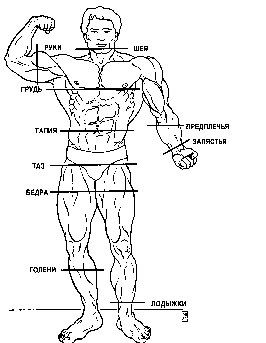 РУКИ
ШЕЯ
ГРУДЬ
ТАЛИЯ
ПРЕДПЛЕЧЬЯ
ЗАПЯСТЬЯ
ТАЗ
БЕДРА
ГОЛЕНИ
ЛОДЫЖКИ